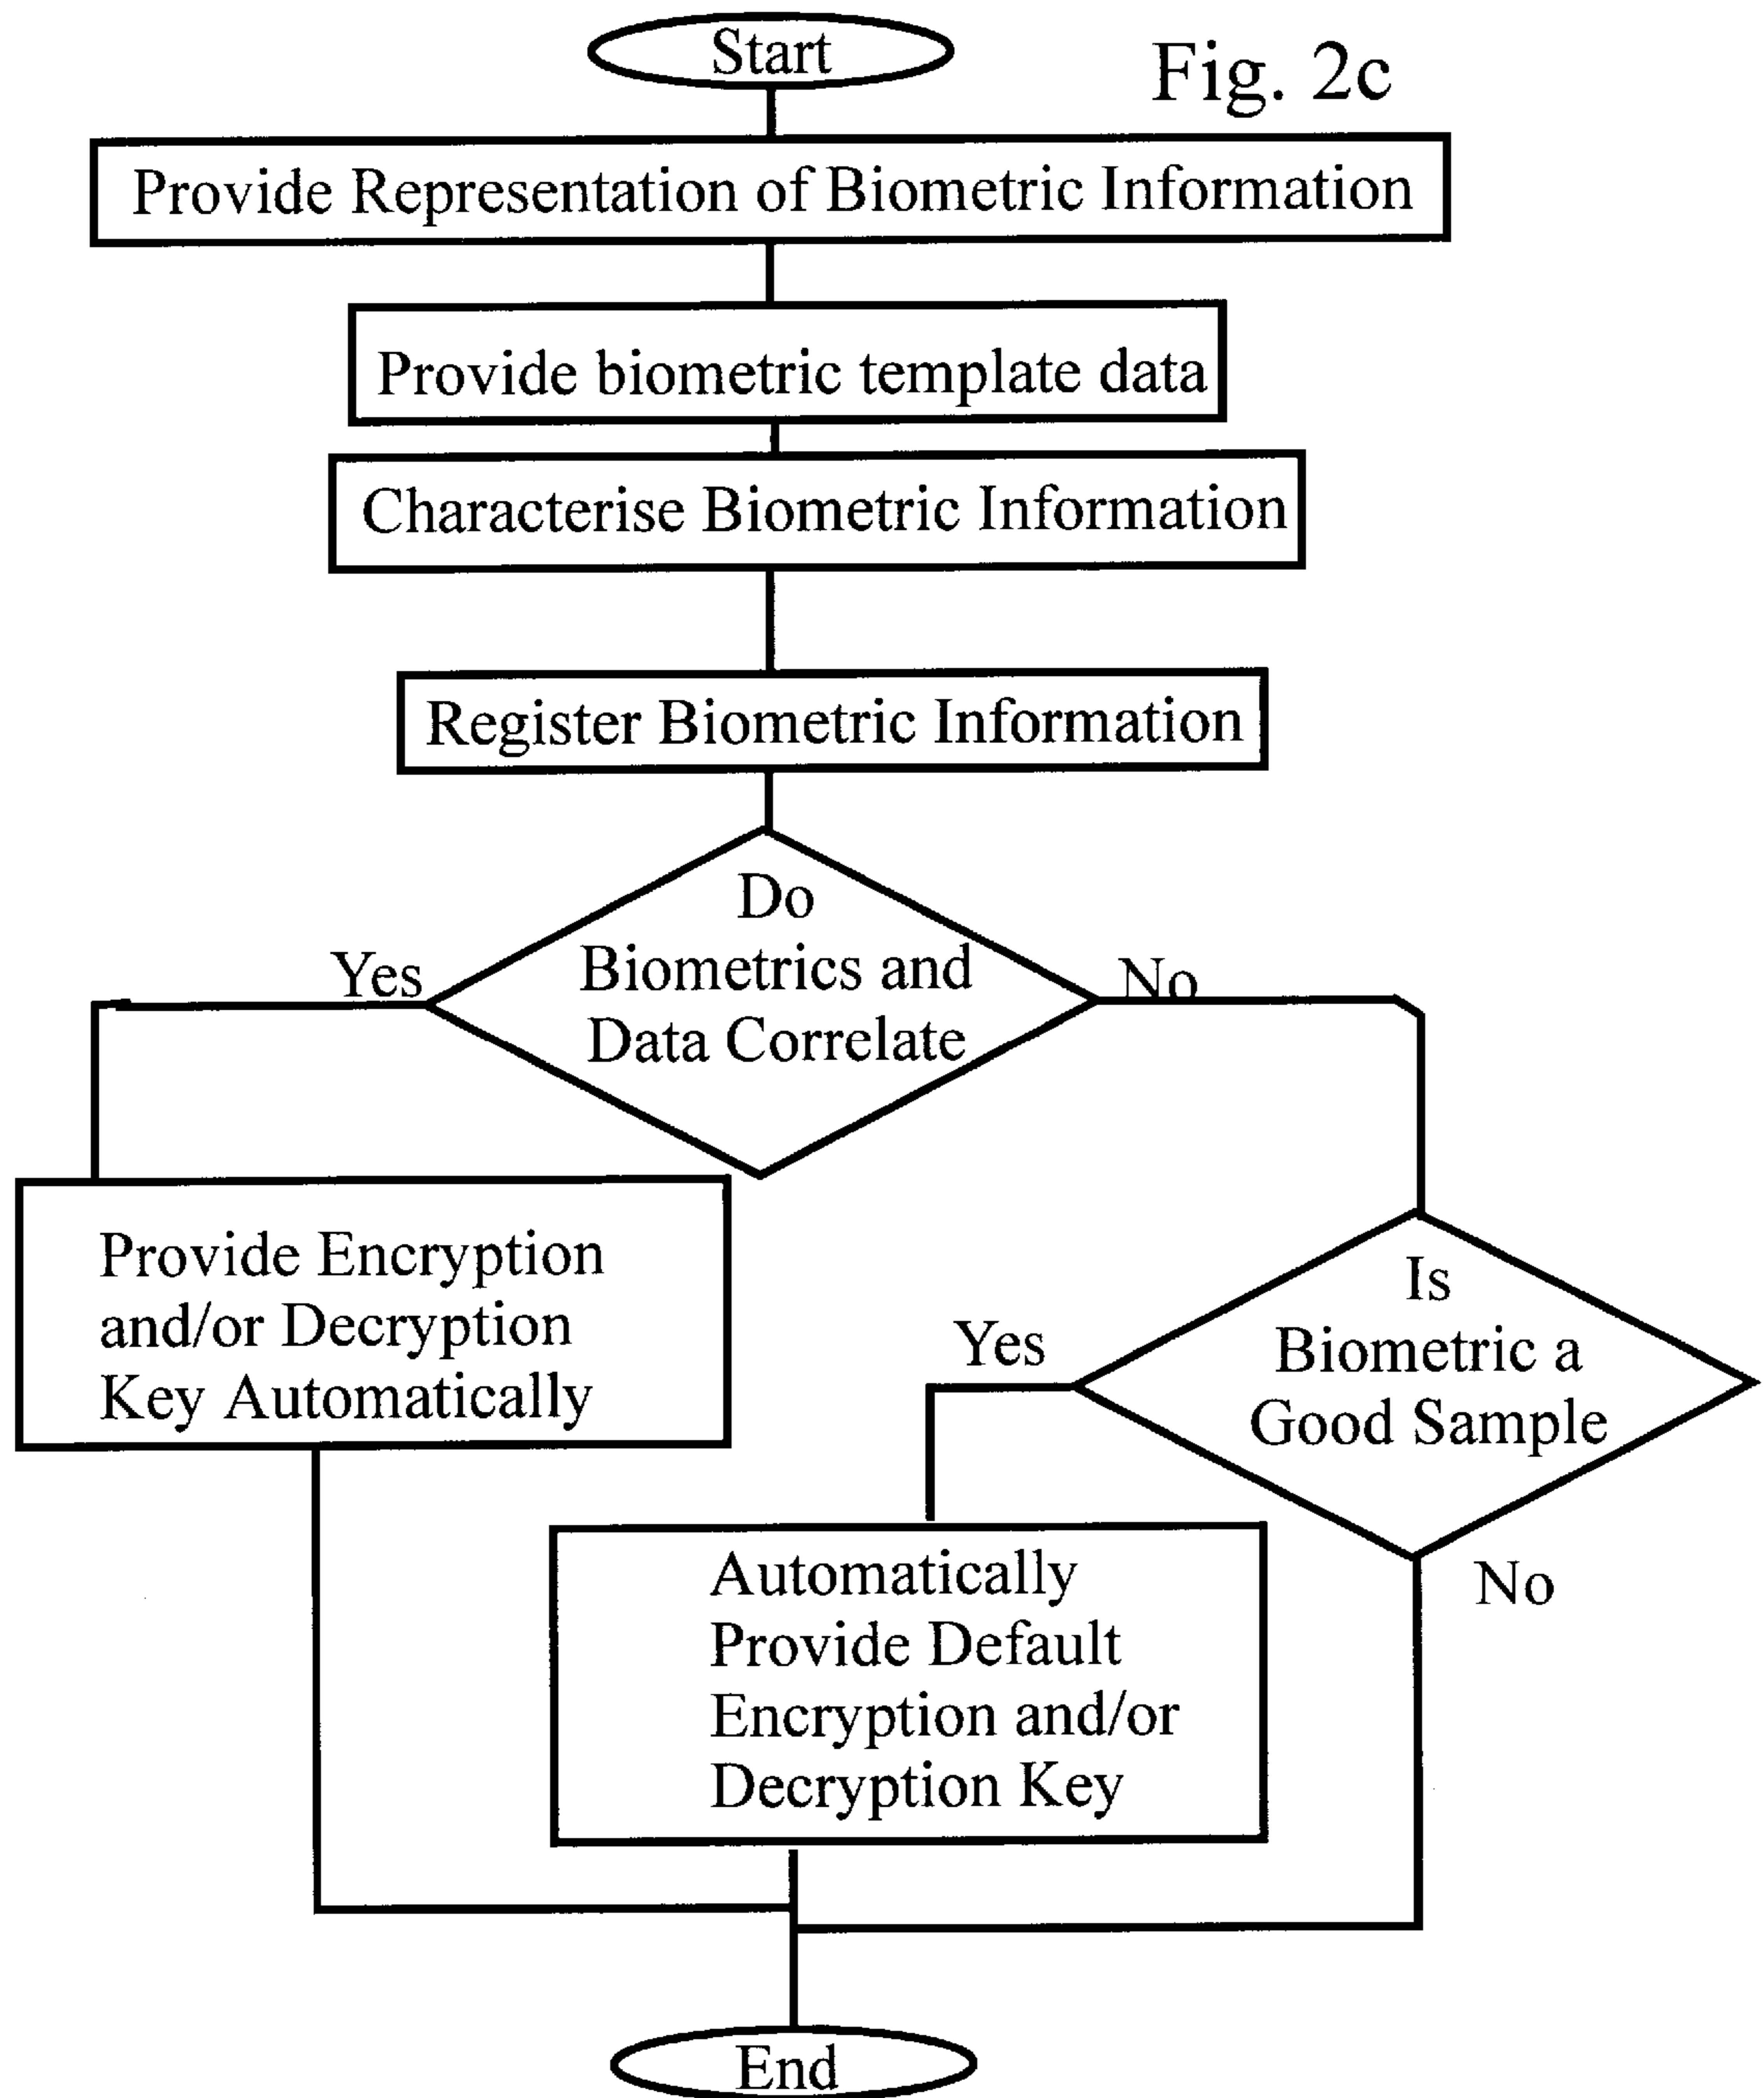 Start
Fig. 2c
Provide Representation of Biometric Information
Provide biometric template data
Characterise Biometric Information
Register Biometric Information
Do
Biometrics and
Data Correlate
Yes
No
Provide Encryption
and/or Decryption
Key Automatically
Is
Biometric a
Good Sample
Yes
No
Automatically
Provide Default
Encryption and/or
Decryption Key
End